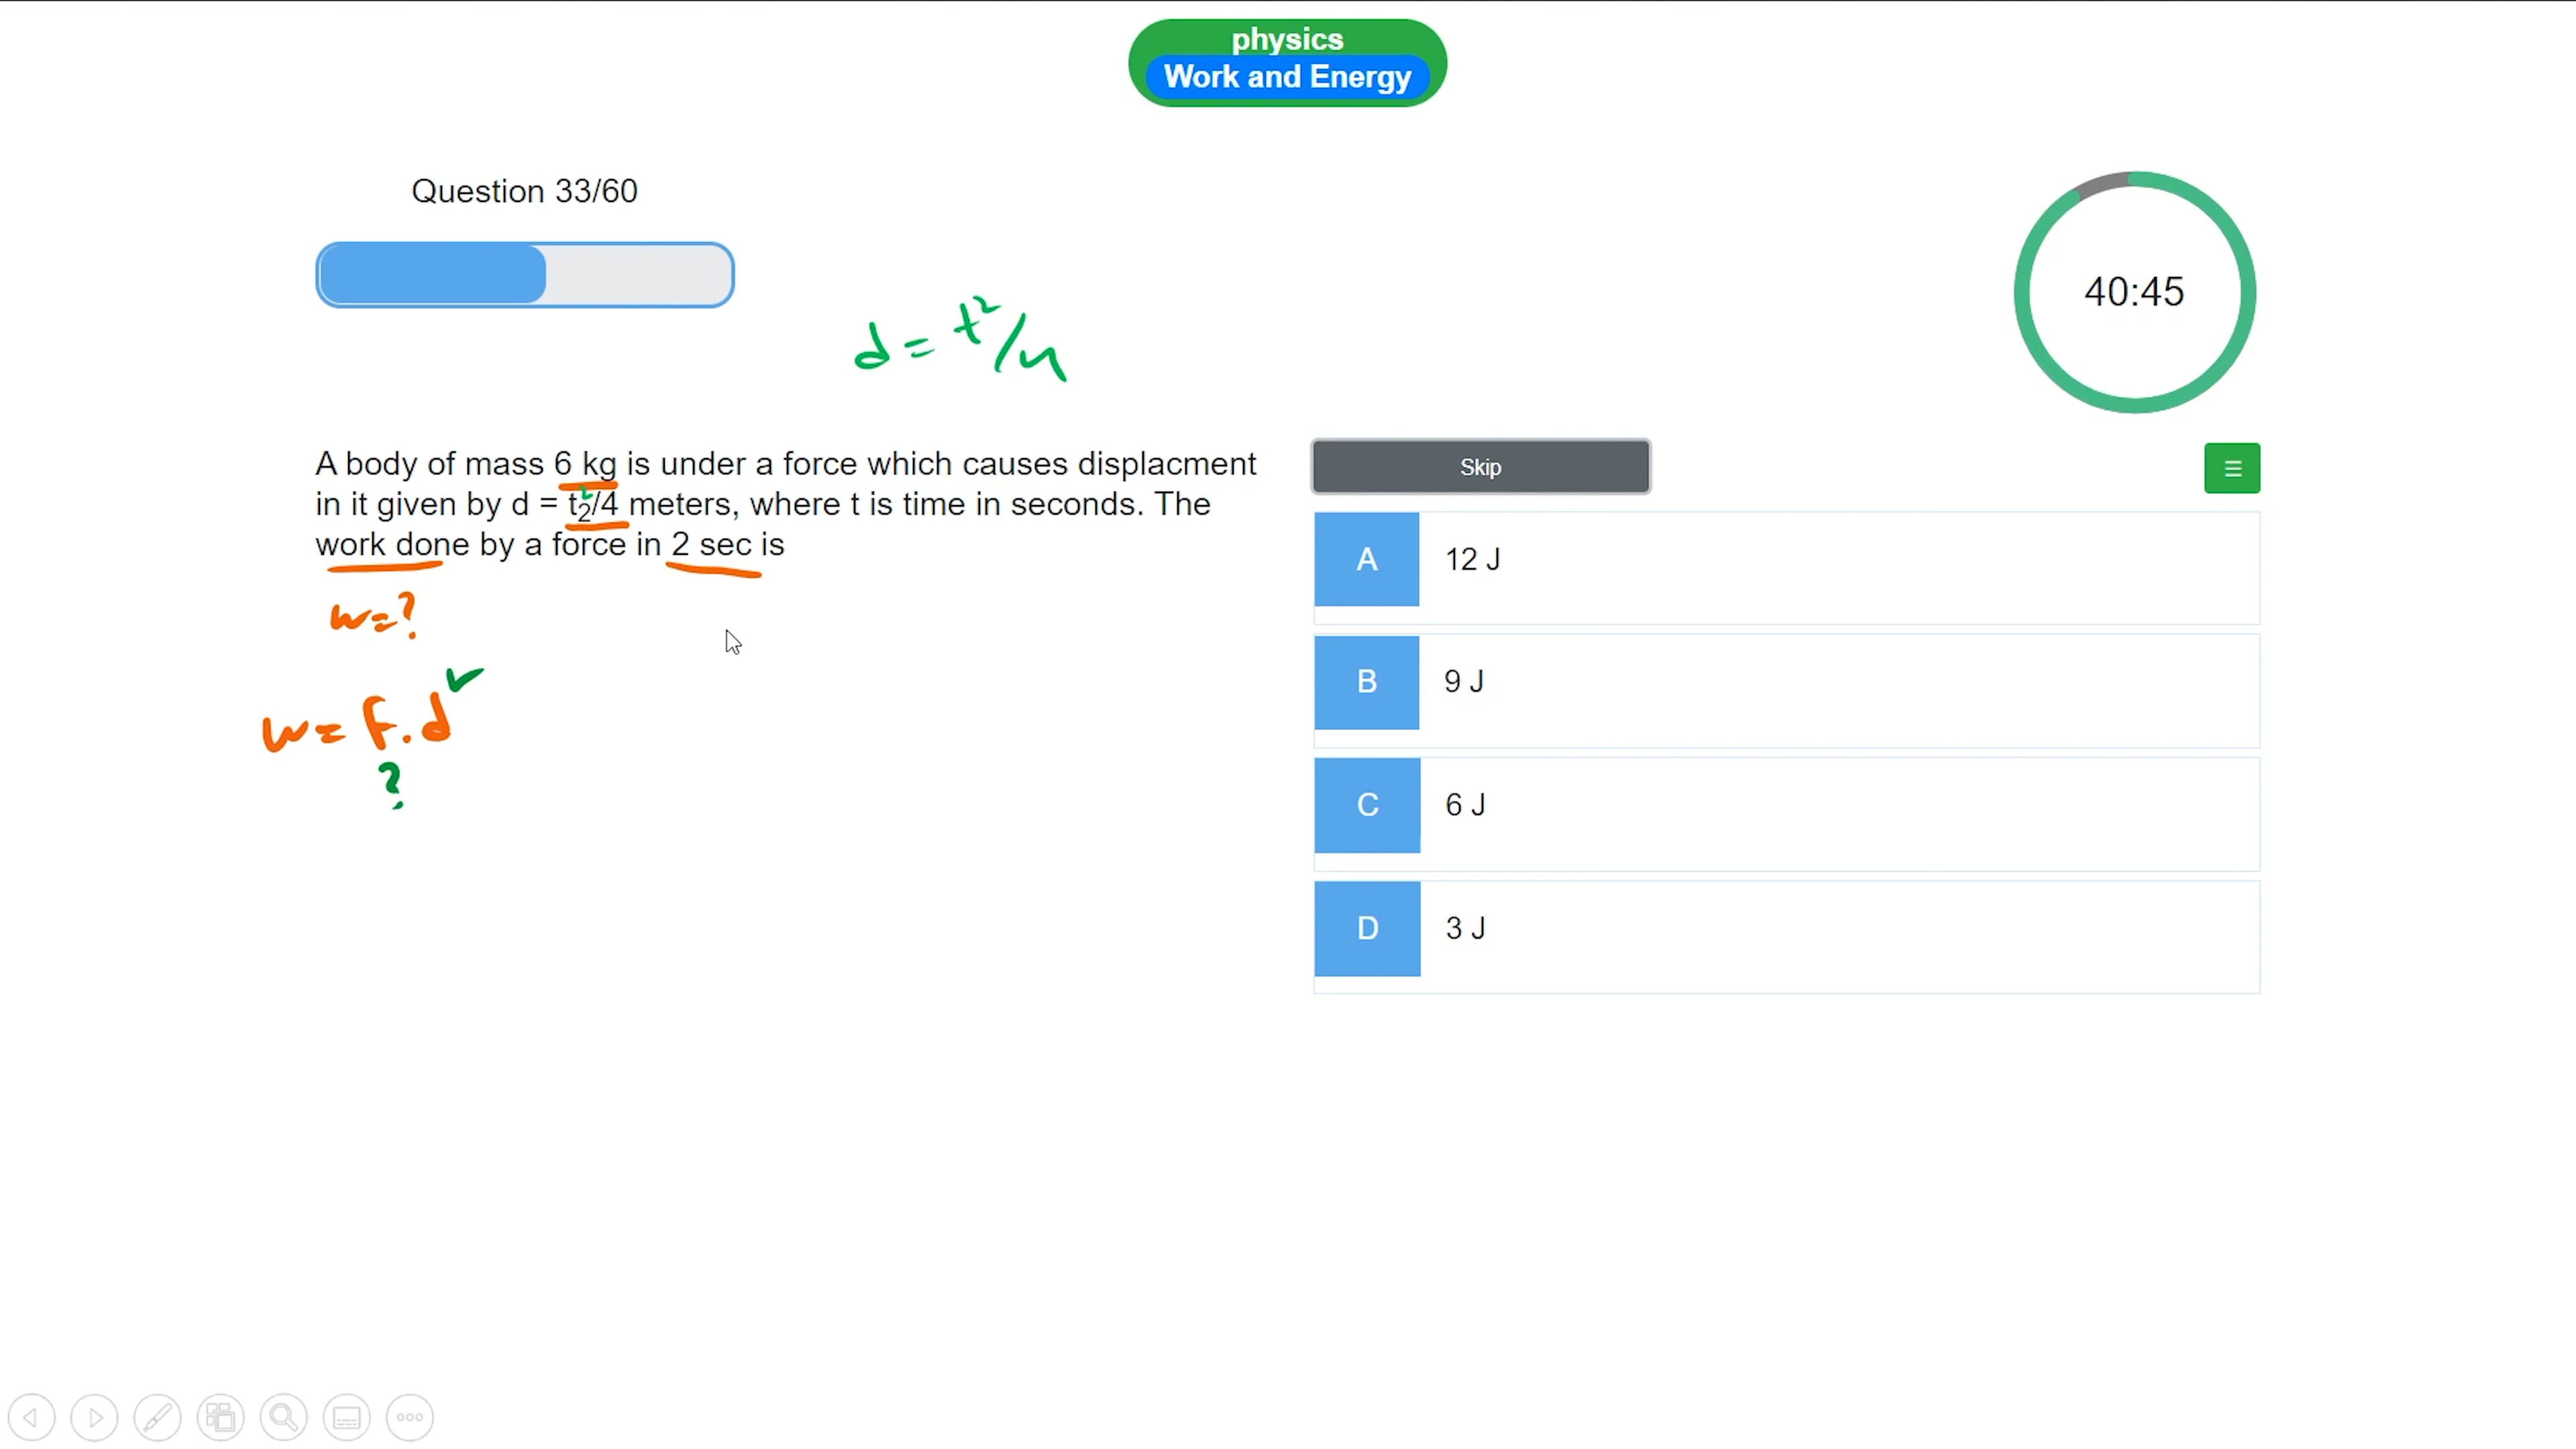 physics
Work and Energy
Question 33/60
40:45
d = t²/4
A body of mass 6 kg is under a force which causes displacment
in it given by d = t₂²/4 meters, where t is time in seconds. The
work done by a force in 2 sec is
w=?
w= F.d ✓
?
Skip
☰
A 12 J
B 9 J
C 6 J
D 3 J